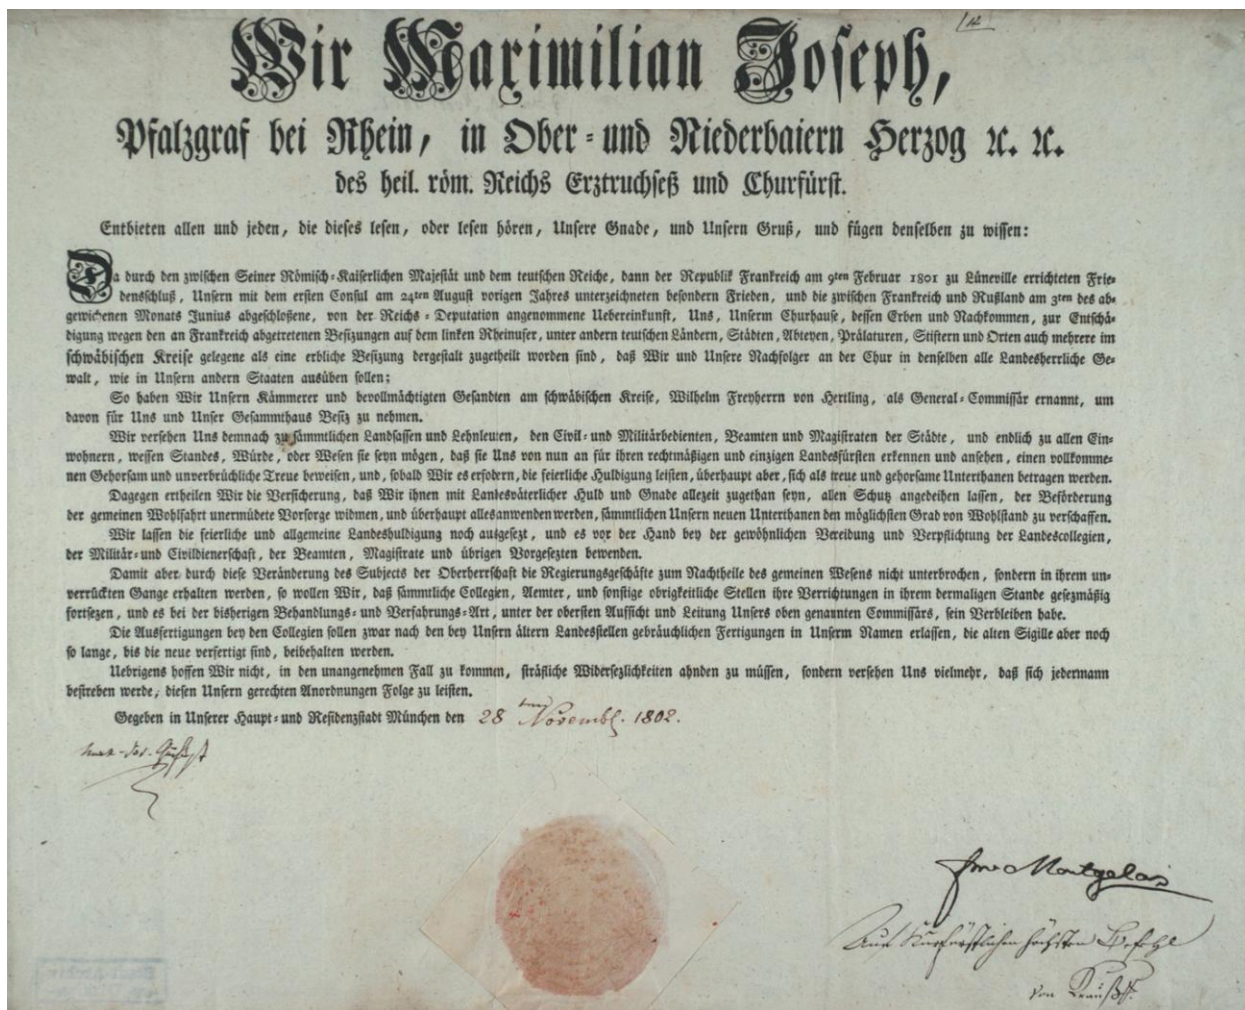 Wir Maximilian Joseph,
Pfalzgraf bei Rhein, in Ober=und Niederbaiern Herzog ꝛc. ꝛc.
des heil. röm. Reichs Erztruchseß und Churfürst.
Entbieten allen und jeden, die dieses lesen, oder lesen hören, Unsere Gnade, und Unsern Gruß, und fügen denselben zu wissen:
Da durch den zwischen Seiner Römisch=Kaiserlichen Majestät und dem teutschen Reiche, dann der Republik Frankreich am 9ten Februar 1801 zu Lüneville errichteten Frie=
densschluß, Unsern mit dem ersten Consul am 24ten August vorigen Jahres unterzeichneten besondern Frieden, und die zwischen Frankreich und Rußland am 3ten des ab=
gewichenen Monats Junius abgeschloßene, von der Reichs=Deputation angenommene Uebereinkunft, Uns, Unserm Churhause, dessen Erben und Nachkommen, zur Entschä=
digung wegen den an Frankreich abgetretenen Besizungen auf dem linken Rheinufer, unter andern teutschen Ländern, Städten, Abteyen, Prälaturen, Stiftern und Orten auch mehrere im
schwäbischen Kreise gelegene als eine erbliche Besizung dergestalt zugetheilt worden sind, daß Wir und Unsere Nachfolger an der Chur in denselben alle Landesherrliche Ge=
walt, wie in Unsern andern Staaten ausüben sollen;
So haben Wir Unsern Kämmerer und bevollmächtigten Gesandten am schwäbischen Kreise, Wilhelm Freyherrn von Hertling, als General=Commissär ernannt, um
davon für Uns und Unser Gesammthaus Besiz zu nehmen.
Wir versehen Uns demnach zu sämmtlichen Landsassen und Lehnleuten, den Civil=und Militärbedienten, Beamten und Magistraten der Städte, und endlich zu allen Ein=
wohnern, wessen Standes, Würde, oder Wesen sie seyn mögen, daß sie Uns von nun an für ihren rechtmäßigen und einzigen Landesfürsten erkennen und ansehen, einen vollkomme=
nen Gehorsam und unverbrüchliche Treue beweisen, und, sobald Wir es erfodern, die feierliche Huldigung leisten, überhaupt aber, sich als treue und gehorsame Unterthanen betragen werden.
Dagegen ertheilen Wir die Versicherung, daß Wir ihnen mit Landesväterlicher Huld und Gnade allezeit zugethan seyn, allen Schutz angedeihen lassen, der Beförderung
der gemeinen Wohlfahrt unermüdete Vorsorge widmen, und überhaupt alles anwenden werden, sämmtlichen Unsern neuen Unterthanen den möglichsten Grad von Wohlstand zu verschaffen.
Wir lassen die feierliche und allgemeine Landeshuldigung noch ausgesezt, und es vor der Hand bey der gewöhnlichen Vereidung und Verpflichtung der Landescollegien,
der Militär=und Civildienerschaft, der Beamten, Magistrate und übrigen Vorgesezten bewenden.
Damit aber durch diese Veränderung des Subjects der Oberherrschaft die Regierungsgeschäfte zum Nachtheile des gemeinen Wesens nicht unterbrochen, sondern in ihrem un=
verrückten Gange erhalten werden, so wollen Wir, daß sämmtliche Collegien, Aemter, und sonstige obrigkeitliche Stellen ihre Verrichtungen in ihrem dermaligen Stande gesezmäßig
fortsezen, und es bei der bisherigen Behandlungs=und Verfahrungs=Art, unter der obersten Aufsicht und Leitung Unsers oben genannten Commissärs, sein Verbleiben habe.
Die Ausfertigungen bey den Collegien sollen zwar nach den bey Unsern ältern Landesstellen gebräuchlichen Fertigungen in Unserm Namen erlassen, die alten Sigille aber noch
so lange, bis die neue verfertigt sind, beibehalten werden.
Uebrigens hoffen Wir nicht, in den unangenehmen Fall zu kommen, sträfliche Widersezlichkeiten ahnden zu müssen, sondern versehen Uns vielmehr, daß sich jedermann
bestreben werde, diesen Unsern gerechten Anordnungen Folge zu leisten.
Gegeben in Unserer Haupt=und Residenzstadt München den 28 ten Novembr. 1802.
Max. Jos. Churfürst
Montgelas
Auf Kurfürstlichen höchsten Befehl
von